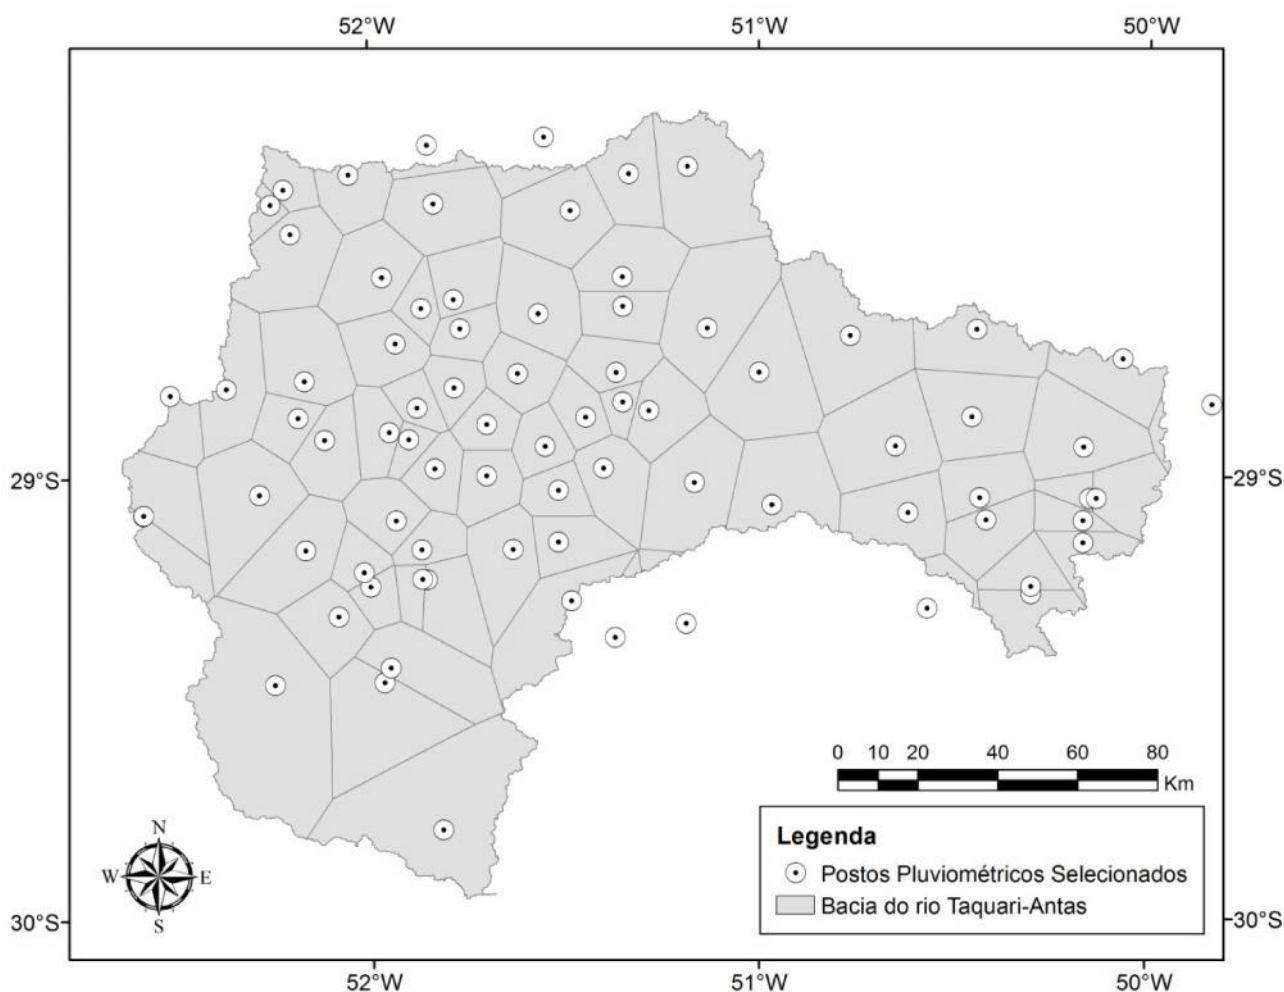 52°W 51°W 50°W
29°S 29°S
0 10 20 40 60 80
Km
Legenda
Postos Pluviométricos Selecionados
Bacia do rio Taquari-Antas
N
W E
S
30°S 30°S
52°W 51°W 50°W